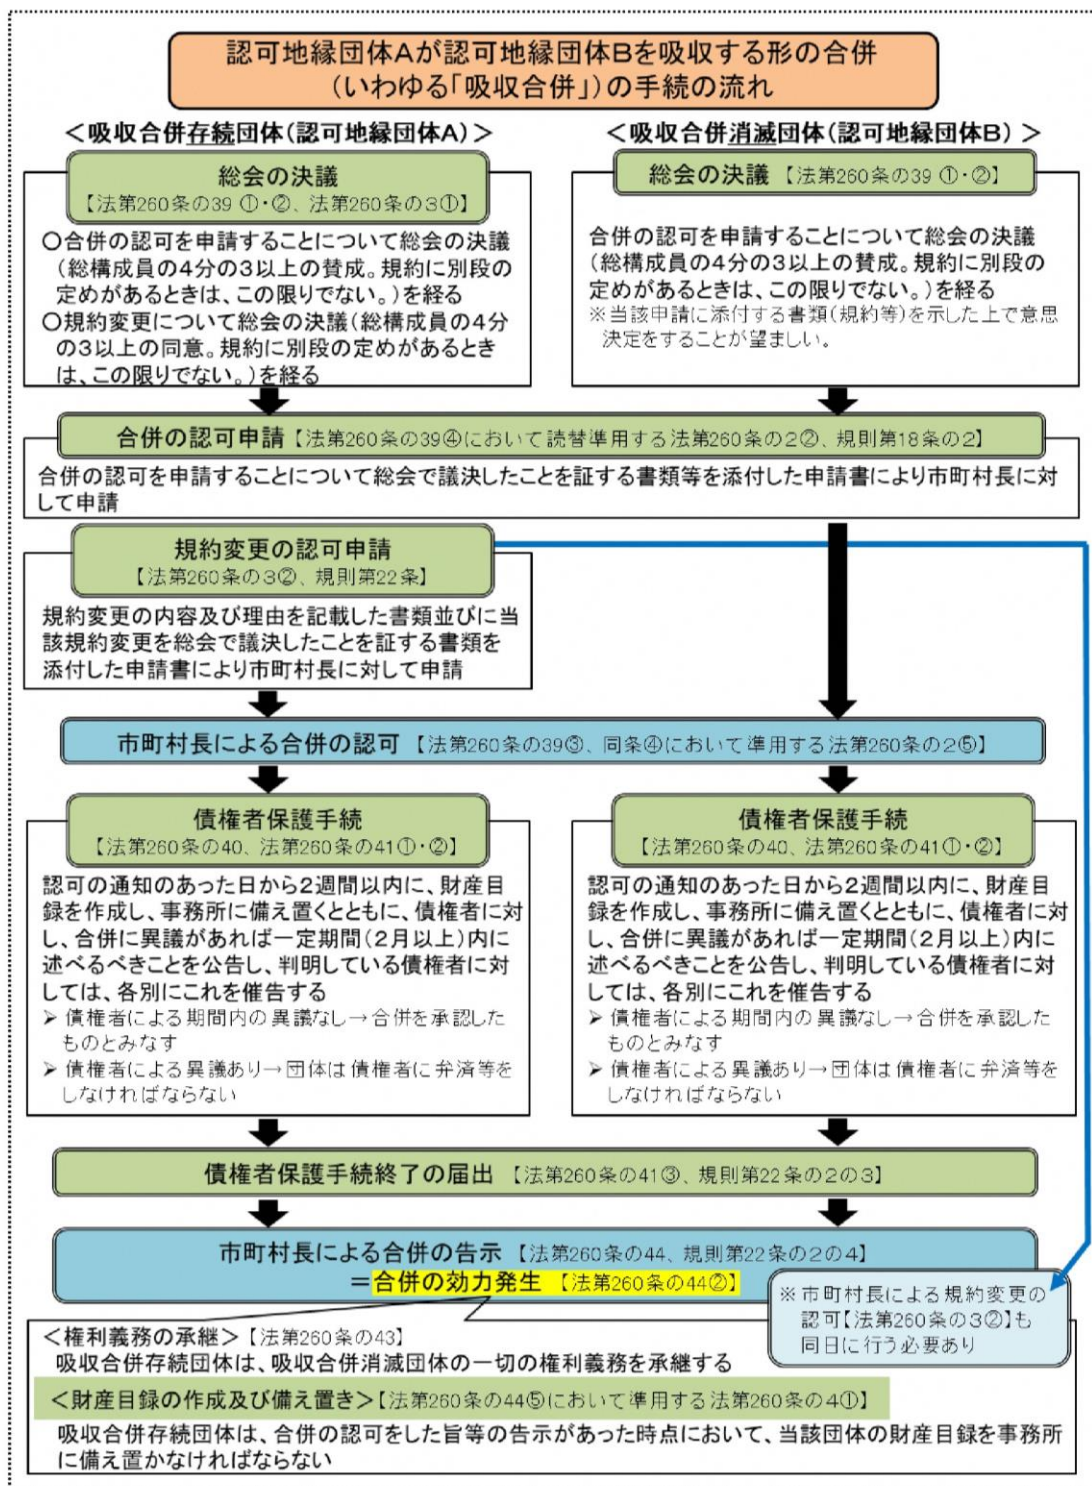 認可地縁団体Aが認可地縁団体Bを吸収する形の合併
(いわゆる「吸収合併」)の手続の流れ
＜吸収合併存続団体(認可地縁団体A)＞
総会の決議
【法第260条の39 ①・②、法第260条の3①】
○合併の認可を申請することについて総会の決議
(総構成員の4分の3以上の賛成。規約に別段の
定めがあるときは、この限りでない。)を経る
○規約変更について総会の決議(総構成員の4分
の3以上の同意。規約に別段の定めがあるとき
は、この限りでない。)を経る
＜吸収合併消滅団体(認可地縁団体B)＞
総会の決議 【法第260条の39 ①・②】
合併の認可を申請することについて総会の決議
(総構成員の4分の3以上の賛成。規約に別段の
定めがあるときは、この限りでない。)を経る
※当該申請に添付する書類(規約等)を示した上で意思
決定をすることが望ましい。
合併の認可申請【法第260条の39④において読替準用する法第260条の2②、規則第18条の2】
合併の認可を申請することについて総会で議決したことを証する書類等を添付した申請書により市町村長に対
して申請
規約変更の認可申請
【法第260条の3②、規則第22条】
規約変更の内容及び理由を記載した書類並びに当
該規約変更を総会で議決したことを証する書類を
添付した申請書により市町村長に対して申請
市町村長による合併の認可 【法第260条の39③、同条④において準用する法第260条の2⑤】
債権者保護手続
【法第260条の40、法第260条の41①・②】
認可の通知のあった日から2週間以内に、財産目
録を作成し、事務所に備え置くとともに、債権者に対
し、合併に異議があれば一定期間(2月以上)内に
述べるべきことを公告し、判明している債権者に対
しては、各別にこれを催告する
➢ 債権者による期間内の異議なし→合併を承認した
ものとみなす
➢ 債権者による異議あり→団体は債権者に弁済等を
しなければならない
債権者保護手続
【法第260条の40、法第260条の41①・②】
認可の通知のあった日から2週間以内に、財産目
録を作成し、事務所に備え置くとともに、債権者に対
し、合併に異議があれば一定期間(2月以上)内に
述べるべきことを公告し、判明している債権者に対
しては、各別にこれを催告する
➢ 債権者による期間内の異議なし→合併を承認した
ものとみなす
➢ 債権者による異議あり→団体は債権者に弁済等を
しなければならない
債権者保護手続終了の届出 【法第260条の41③、規則第22条の2の3】
市町村長による合併の告示 【法第260条の44、規則第22条の2の4】
＝合併の効力発生 【法第260条の44②】
※市町村長による規約変更の
認可【法第260条の3②】も
同日に行う必要あり
＜権利義務の承継＞【法第260条の43】
吸収合併存続団体は、吸収合併消滅団体の一切の権利義務を承継する
＜財産目録の作成及び備え置き＞【法第260条の44⑤において準用する法第260条の4①】
吸収合併存続団体は、合併の認可をした旨等の告示があった時点において、当該団体の財産目録を事務所
に備え置かなければならない